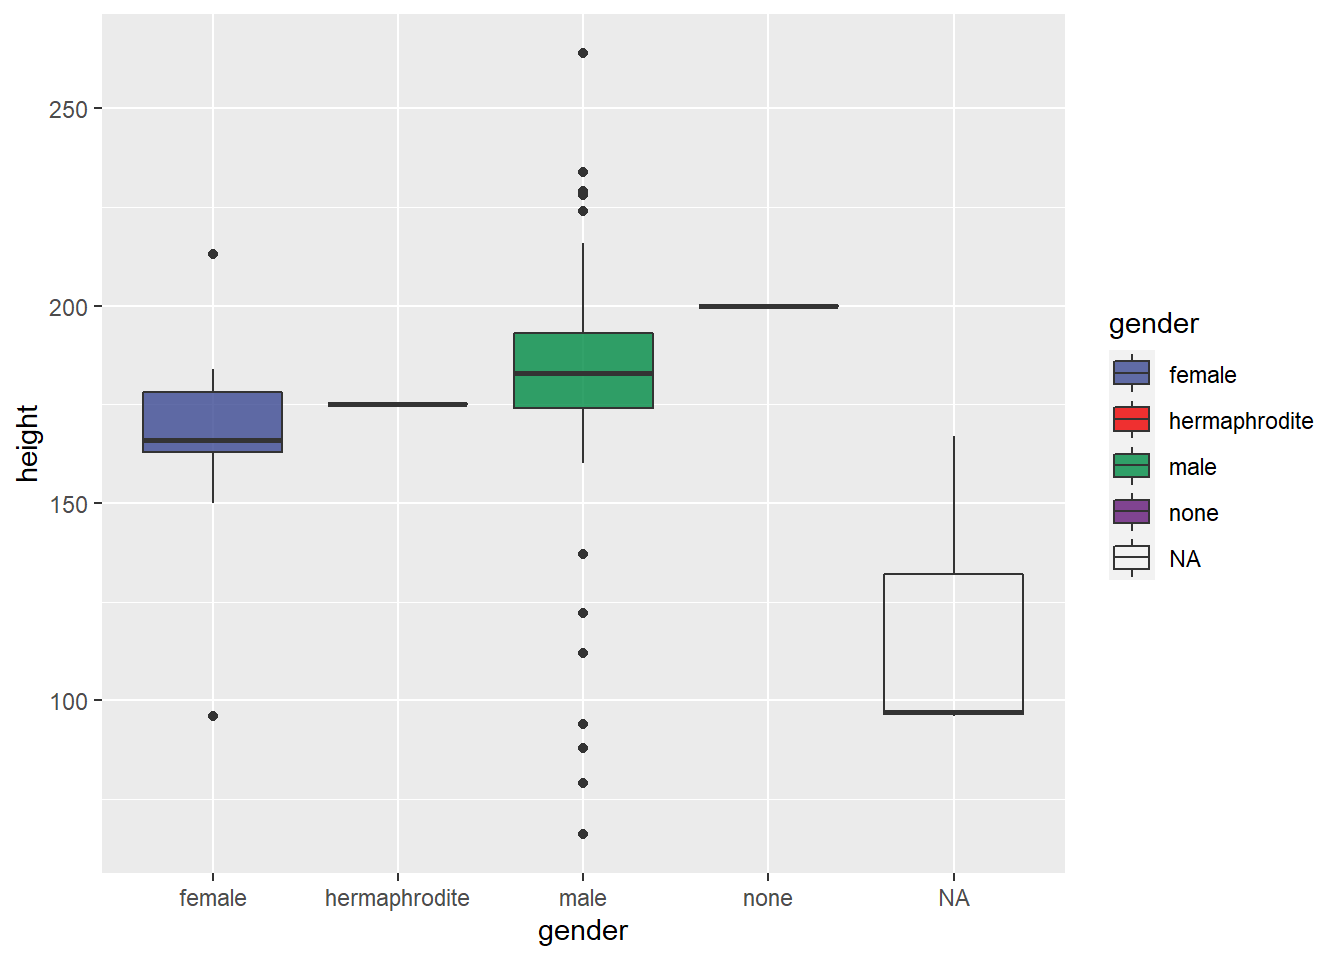 250
200
150
100
height
female
hermaphrodite
male
none
NA
gender
gender
female
hermaphrodite
male
none
NA